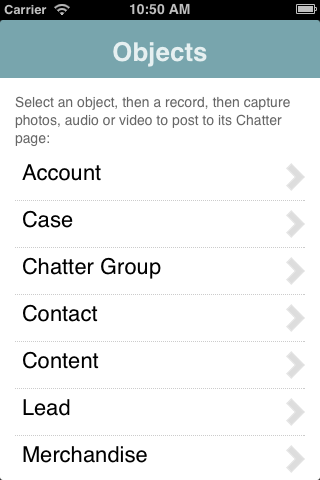 Carrier 10:50 AM
Objects
Select an object, then a record, then capture
photos, audio or video to post to its Chatter
page:
Account
Case
Chatter Group
Contact
Content
Lead
Merchandise